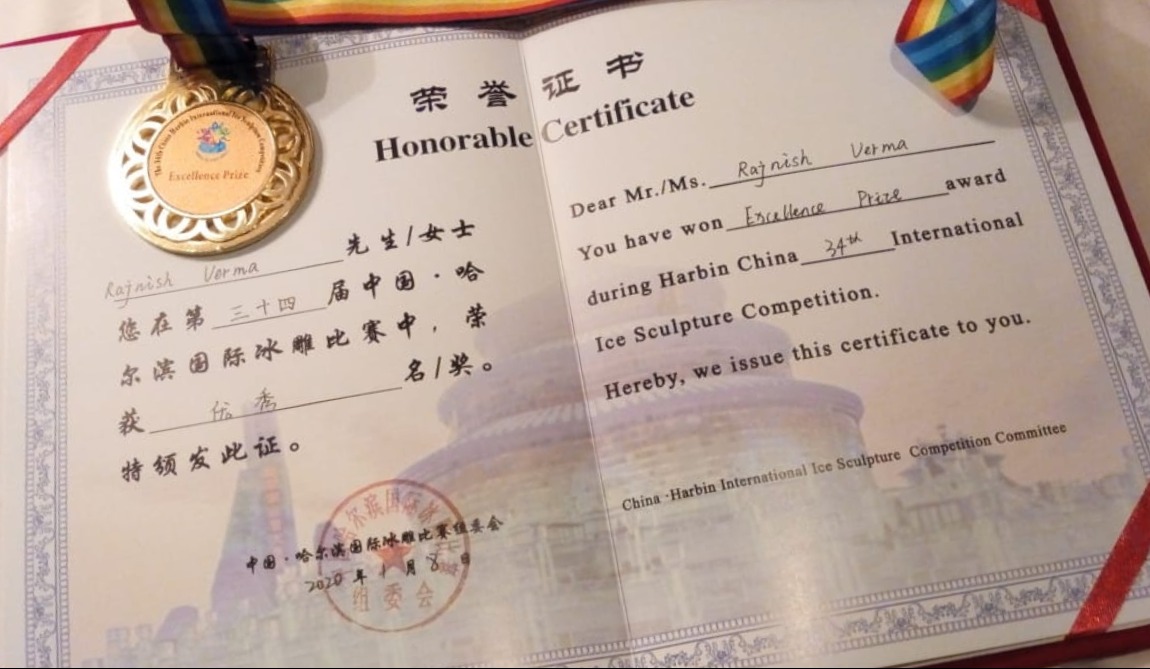 The 34th China Harbin International Ice Sculpture Competition
Excellence Prize
荣誉证书
Honorable Certificate
Rajnish Verma 先生/女士
您在第 三十四 届中国·哈
尔滨国际冰雕比赛中，荣
获 优秀 名/奖。
特颁发此证。
中国·哈尔滨国际冰雕比赛组委会
2020 年 1 月 8 日
哈尔滨国际冰
组委会
Dear Mr./Ms. Rajnish Verma
You have won Excellence Prize award
during Harbin China 34th International
Ice Sculpture Competition.
Hereby, we issue this certificate to you.
China ·Harbin International Ice Sculpture Competition Committee